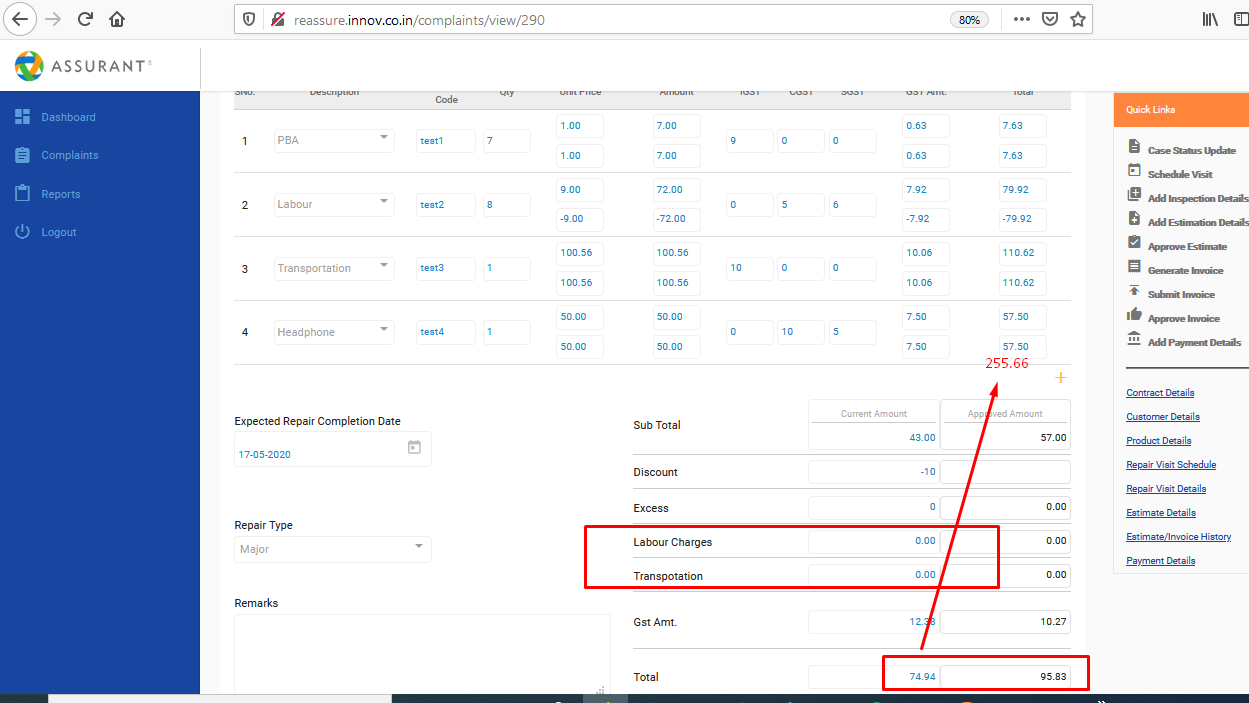 reassure.innov.co.in/complaints/view/290 80%
ASSURANT
SNo. Description Code Qty Unit Price Amount IGST CGST SGST GST Amt. Total
1 PBA test1 7 1.00 7.00 9 0 0 0.63 7.63
1.00 7.00 0.63 7.63
2 Labour test2 8 9.00 72.00 0 5 6 7.92 79.92
-9.00 -72.00 -7.92 -79.92
3 Transportation test3 1 100.56 100.56 10 0 0 10.06 110.62
100.56 100.56 10.06 110.62
4 Headphone test4 1 50.00 50.00 0 10 5 7.50 57.50
50.00 50.00 7.50 57.50
255.66
+
Dashboard
Complaints
Reports
Logout
Expected Repair Completion Date
17-05-2020
Repair Type
Major
Remarks
Current Amount Approved Amount
Sub Total 43.00 57.00
Discount -10
Excess 0 0.00
Labour Charges 0.00 0.00
Transpotation 0.00 0.00
Gst Amt. 12.38 10.27
Total 74.94 95.83
Quick Links
Case Status Update
Schedule Visit
Add Inspection Details
Add Estimation Details
Approve Estimate
Generate Invoice
Submit Invoice
Approve Invoice
Add Payment Details
Contract Details
Customer Details
Product Details
Repair Visit Schedule
Repair Visit Details
Estimate Details
Estimate/Invoice History
Payment Details